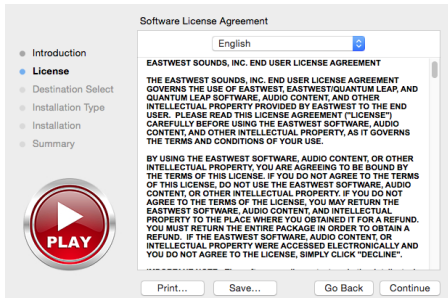 Software License Agreement
English
Introduction
License
Destination Select
Installation Type
Installation
Summary
PLAY
EASTWEST SOUNDS, INC. END USER LICENSE AGREEMENT
THE EASTWEST SOUNDS, INC. END USER LICENSE AGREEMENT
GOVERNS THE USE OF EASTWEST, EASTWEST/QUANTUM LEAP, AND
QUANTUM LEAP SOFTWARE, AUDIO CONTENT, AND OTHER
INTELLECTUAL PROPERTY PROVIDED BY EASTWEST TO THE END
USER. PLEASE READ THIS LICENSE AGREEMENT ("LICENSE")
CAREFULLY BEFORE USING THE EASTWEST SOFTWARE, AUDIO
CONTENT, AND OTHER INTELLECTUAL PROPERTY, AS IT GOVERNS
THE TERMS AND CONDITIONS OF YOUR USE.
BY USING THE EASTWEST SOFTWARE, AUDIO CONTENT, OR OTHER
INTELLECTUAL PROPERTY, YOU ARE AGREEING TO BE BOUND BY
THE TERMS OF THIS LICENSE. IF YOU DO NOT AGREE TO THE TERMS
OF THIS LICENSE, DO NOT USE THE EASTWEST SOFTWARE, AUDIO
CONTENT, OR OTHER INTELLECTUAL PROPERTY. IF YOU DO NOT
AGREE TO THE TERMS OF THE LICENSE, YOU MAY RETURN THE
EASTWEST SOFTWARE, AUDIO CONTENT, AND INTELLECTUAL
PROPERTY TO THE PLACE WHERE YOU OBTAINED IT FOR A REFUND.
YOU MUST RETURN THE ENTIRE PACKAGE IN ORDER TO OBTAIN A
REFUND. IF THE EASTWEST SOFTWARE, AUDIO CONTENT, OR
INTELLECTUAL PROPERTY WERE ACCESSED ELECTRONICALLY AND
YOU DO NOT AGREE TO THE LICENSE, SIMPLY CLICK "DECLINE".
Print...
Save...
Go Back
Continue